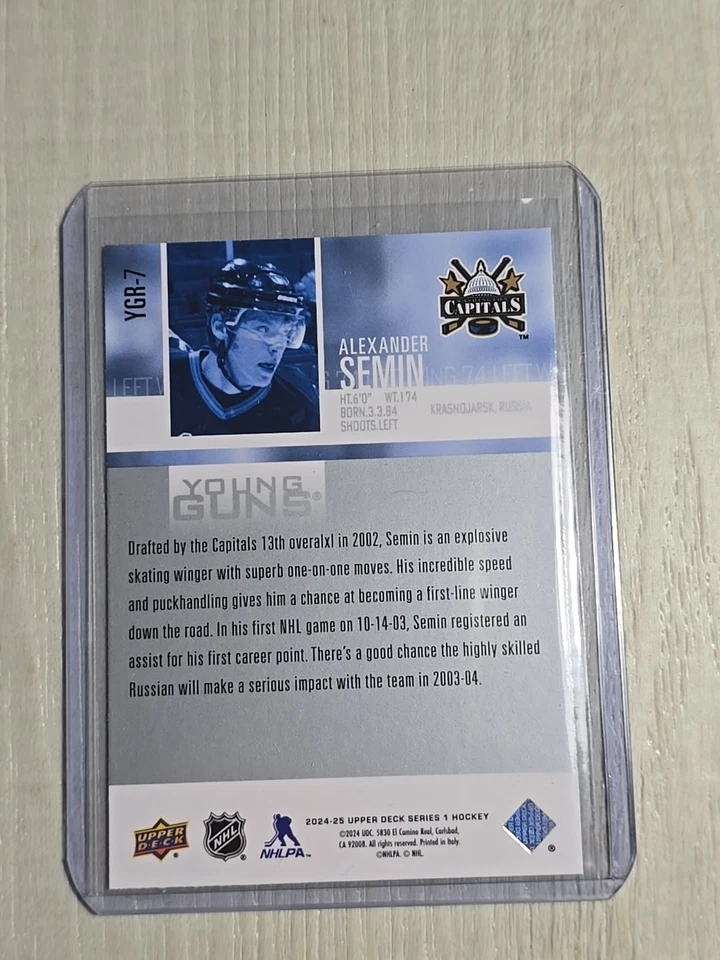 YGR-7
CAPITALS
TM
ALEXANDER
SEMIN
LEFT W
NG 74 LEFT W
HT.6'0" WT.174
BORN.3.3.84
KRASNOJARSK, RUSSIA
SHOOTS.LEFT
YOUNG
GUNS®
Drafted by the Capitals 13th overalxl in 2002, Semin is an explosive
skating winger with superb one-on-one moves. His incredible speed
and puckhandling gives him a chance at becoming a first-line winger
down the road. In his first NHL game on 10-14-03, Semin registered an
assist for his first career point. There's a good chance the highly skilled
Russian will make a serious impact with the team in 2003-04.
UPPER
DECK
NHL
NHLPA
2024-25 UPPER DECK SERIES 1 HOCKEY
©2024 UDC. 5830 El Camino Real, Carlsbad,
CA 92008. All rights reserved. Printed in Italy.
©NHLPA. © NHL.